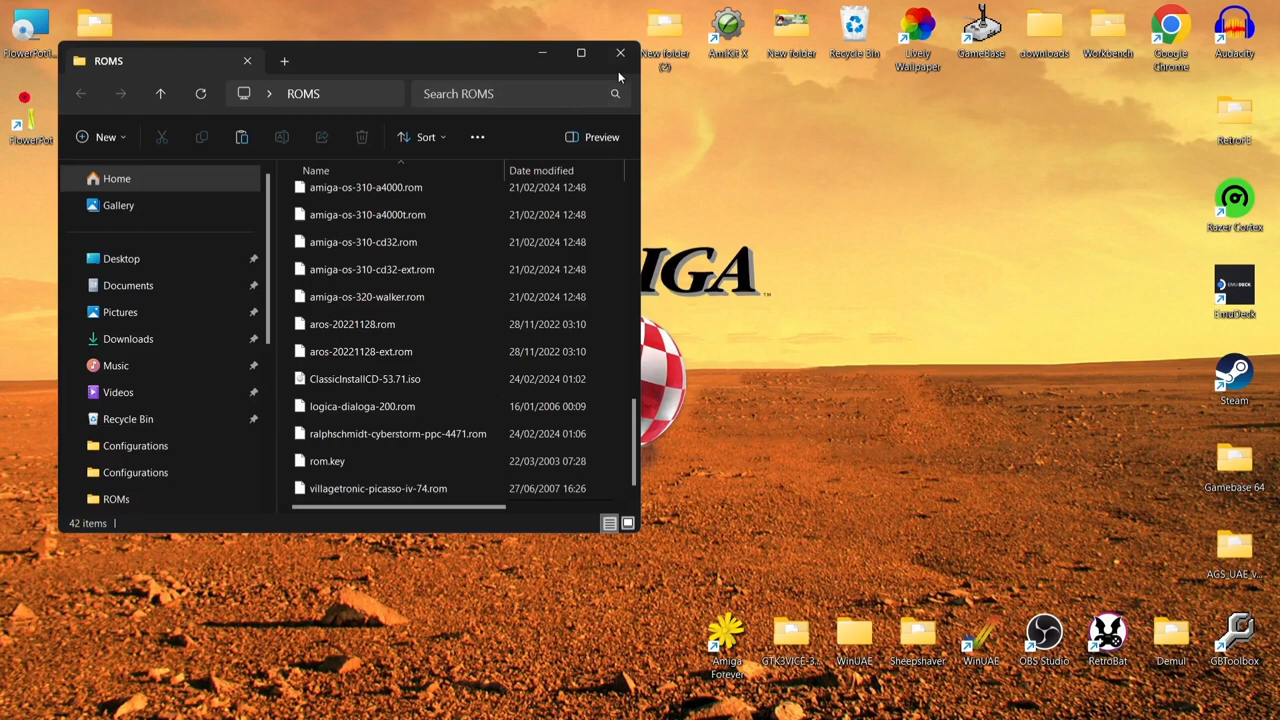 FlowerPotI...
New folder (2)
AmiKit X
New folder
Recycle Bin
Lively Wallpaper
GameBase
downloads
Workbench
Google Chrome
Audacity
FlowerPot
ROMS
ROMS
Search ROMS
New
Sort
Preview
Name
Date modified
Home
Gallery
Desktop
Documents
Pictures
Downloads
Music
Videos
Recycle Bin
Configurations
Configurations
ROMs
amiga-os-310-a4000.rom 21/02/2024 12:48
amiga-os-310-a4000t.rom 21/02/2024 12:48
amiga-os-310-cd32.rom 21/02/2024 12:48
amiga-os-310-cd32-ext.rom 21/02/2024 12:48
amiga-os-320-walker.rom 21/02/2024 12:48
aros-20221128.rom 28/11/2022 03:10
aros-20221128-ext.rom 28/11/2022 03:10
ClassicInstallCD-53.71.iso 24/02/2024 01:02
logica-dialoga-200.rom 16/01/2006 00:09
ralphschmidt-cyberstorm-ppc-4471.rom 24/02/2024 01:06
rom.key 22/03/2003 07:28
villagetronic-picasso-iv-74.rom 27/06/2007 16:26
42 items
IGA
TM
RetroFE
Razer Cortex
EMUDECK
EmuDeck
Steam
Gamebase 64
AGS_UAE_v...
Amiga Forever
GTK3VICE-3...
WinUAE
Sheepshaver
WinUAE
OBS Studio
RetroBat
Demul
GBToolbox